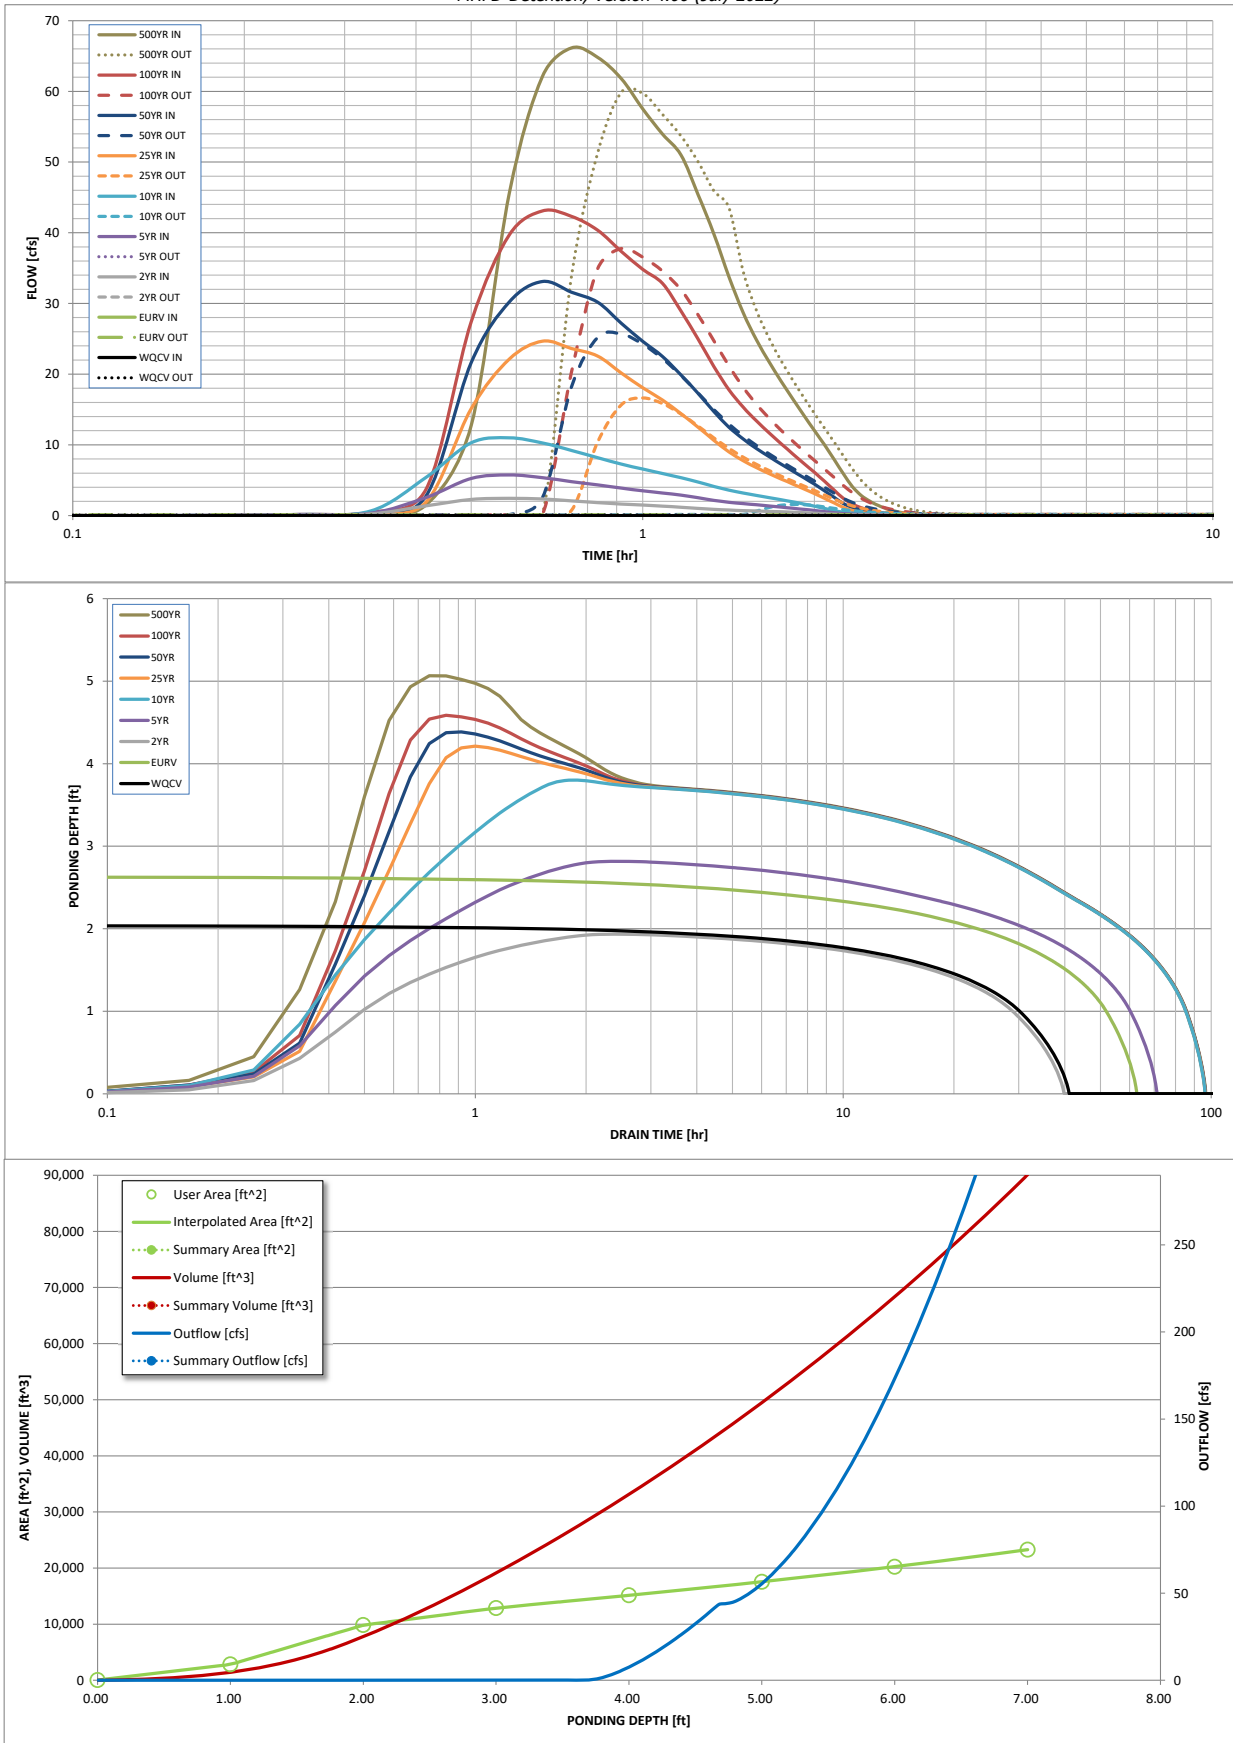 MHFD-Detention, Version 4.06 (July 2022)
70
60
50
40
30
20
10
0
FLOW [cfs]
500YR IN
500YR OUT
100YR IN
100YR OUT
50YR IN
50YR OUT
25YR IN
25YR OUT
10YR IN
10YR OUT
5YR IN
5YR OUT
2YR IN
2YR OUT
EURV IN
EURV OUT
WQCV IN
WQCV OUT
0.1 1 10
TIME [hr]
6
5
4
3
2
1
0
PONDING DEPTH [ft]
500YR
100YR
50YR
25YR
10YR
5YR
2YR
EURV
WQCV
0.1 1 10 100
DRAIN TIME [hr]
90,000
80,000
70,000
60,000
50,000
40,000
30,000
20,000
10,000
0
AREA [ft^2], VOLUME [ft^3]
User Area [ft^2]
Interpolated Area [ft^2]
Summary Area [ft^2]
Volume [ft^3]
Summary Volume [ft^3]
Outflow [cfs]
Summary Outflow [cfs]
250
200
150
100
50
0
OUTFLOW [cfs]
0.00 1.00 2.00 3.00 4.00 5.00 6.00 7.00 8.00
PONDING DEPTH [ft]